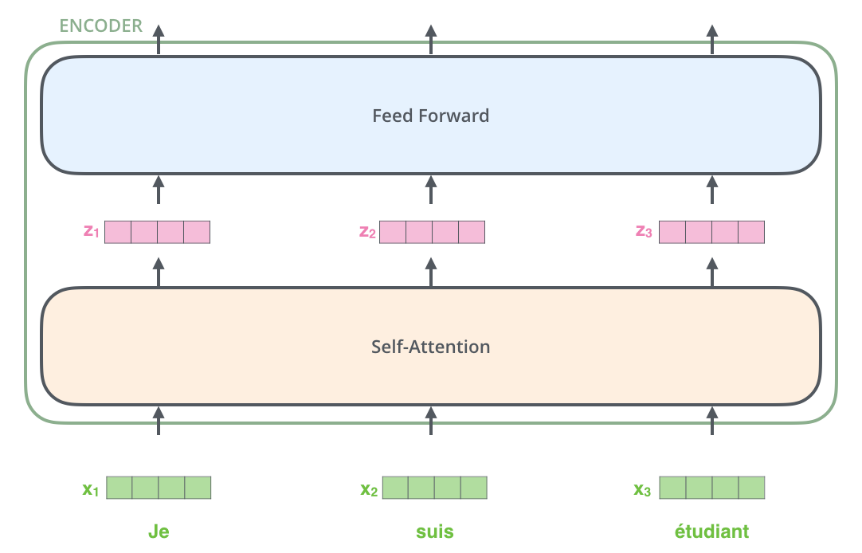 ENCODER
Feed Forward
z₁ z₂ z₃
Self-Attention
x₁ x₂ x₃
Je suis étudiant